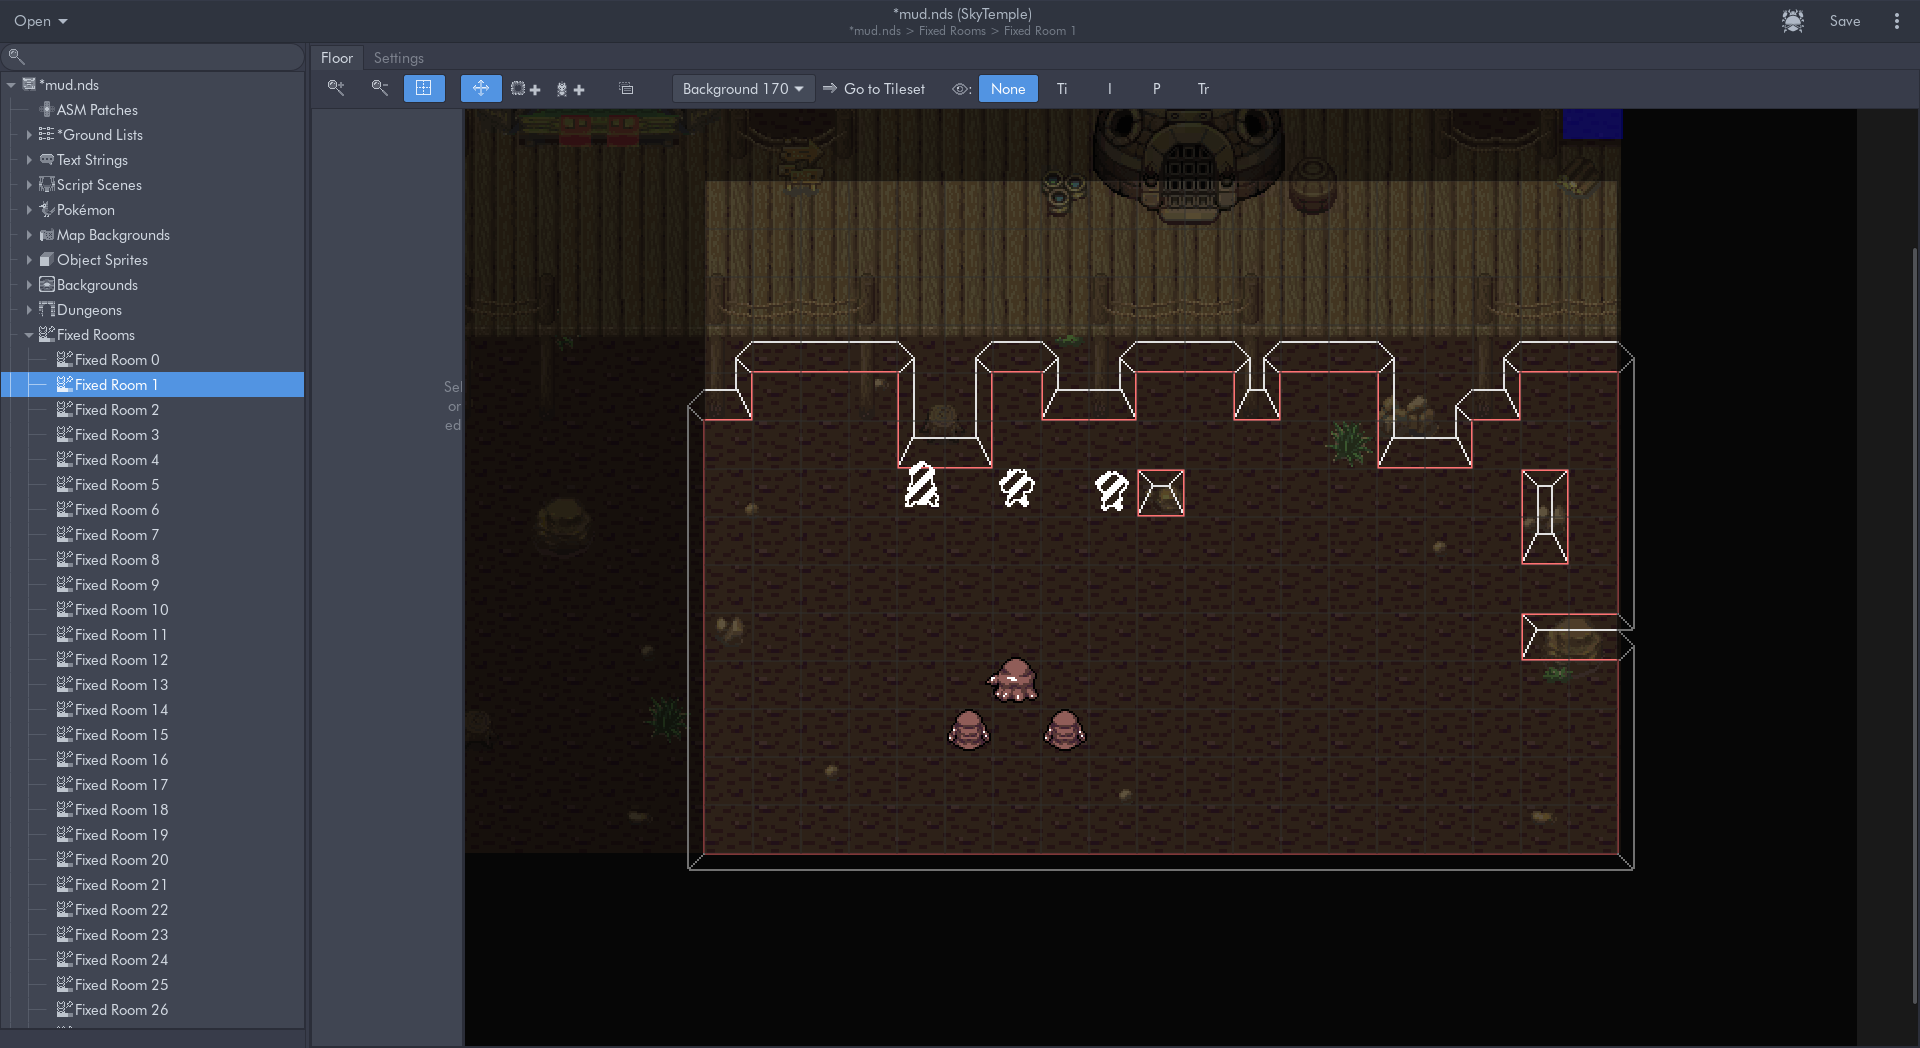 Open
*mud.nds (SkyTemple)
*mud.nds > Fixed Rooms > Fixed Room 1
Save
*mud.nds
ASM Patches
*Ground Lists
Text Strings
Script Scenes
Pokémon
Map Backgrounds
Object Sprites
Backgrounds
Dungeons
Fixed Rooms
Fixed Room 0
Fixed Room 1
Fixed Room 2
Fixed Room 3
Fixed Room 4
Fixed Room 5
Fixed Room 6
Fixed Room 7
Fixed Room 8
Fixed Room 9
Fixed Room 10
Fixed Room 11
Fixed Room 12
Fixed Room 13
Fixed Room 14
Fixed Room 15
Fixed Room 16
Fixed Room 17
Fixed Room 18
Fixed Room 19
Fixed Room 20
Fixed Room 21
Fixed Room 22
Fixed Room 23
Fixed Room 24
Fixed Room 25
Fixed Room 26
Floor
Settings
Background 170
Go to Tileset
None
Ti
I
P
Tr
Sel
or
ed